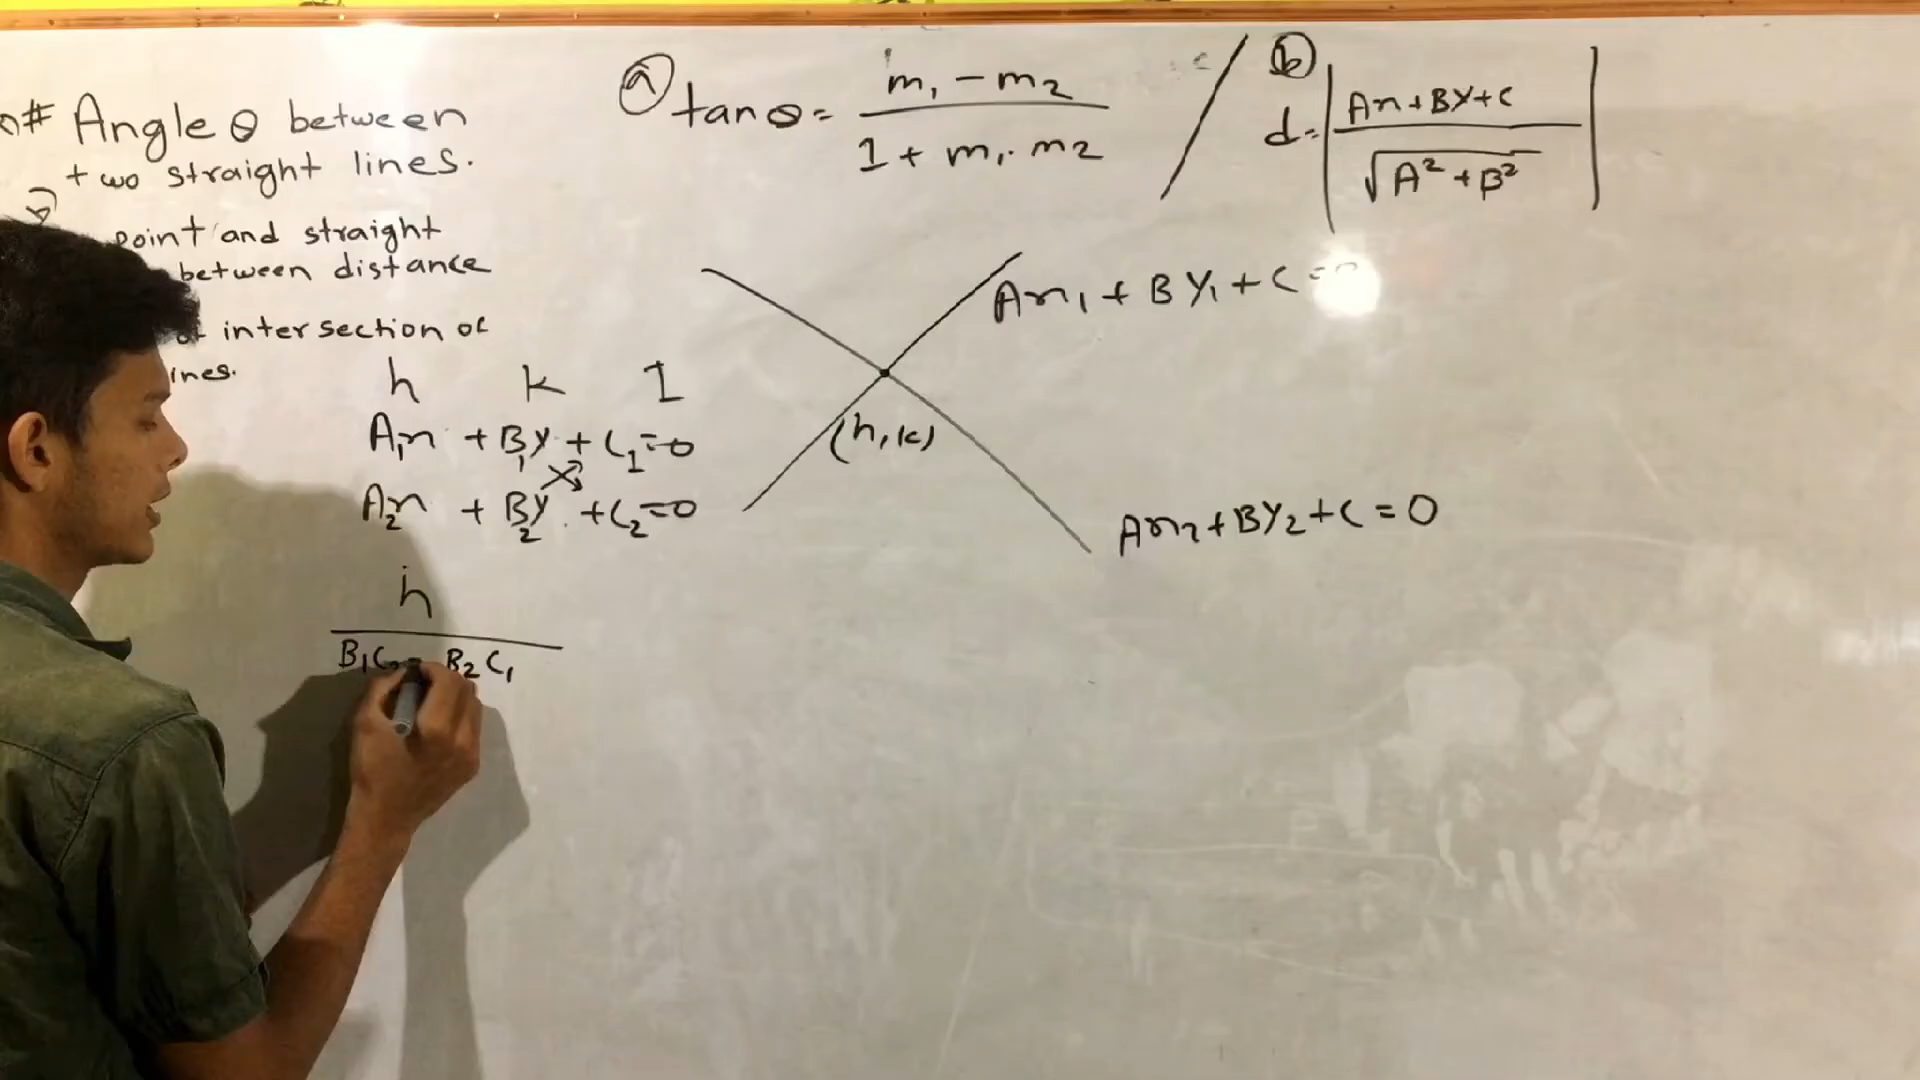 # Angle θ between
two straight lines.
b)
point and straight
between distance
intersection of
ines.
h k 1
A₁x + B₁y + C₁ = 0
A₂x + B₂y + C₂ = 0
h
B₁C₂ - B₂C₁
a
tanθ = m₁ - m₂ / 1 + m₁.m₂
b
d = |Ax + By + C / √A² + B²|
Ax₁ + By₁ + C =
(h, k)
Ax₂ + By₂ + C = 0